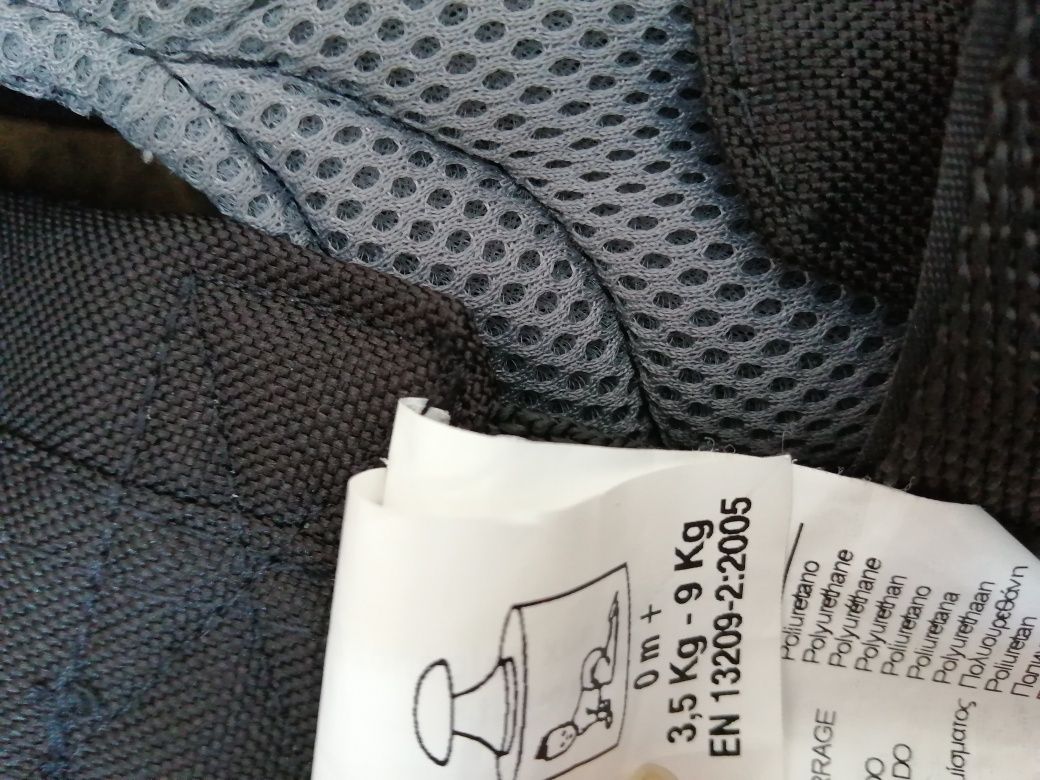 0 m +
3,5 Kg - 9 Kg
EN 13209-2:2005
Poliuretano
Polyurethane
Polyuréthane
Polyurethan
Poliuretano
Poliuretana
Polyurethaan
Πολυουρεθάνη
Poliuretan
RRAGE
DO
DO